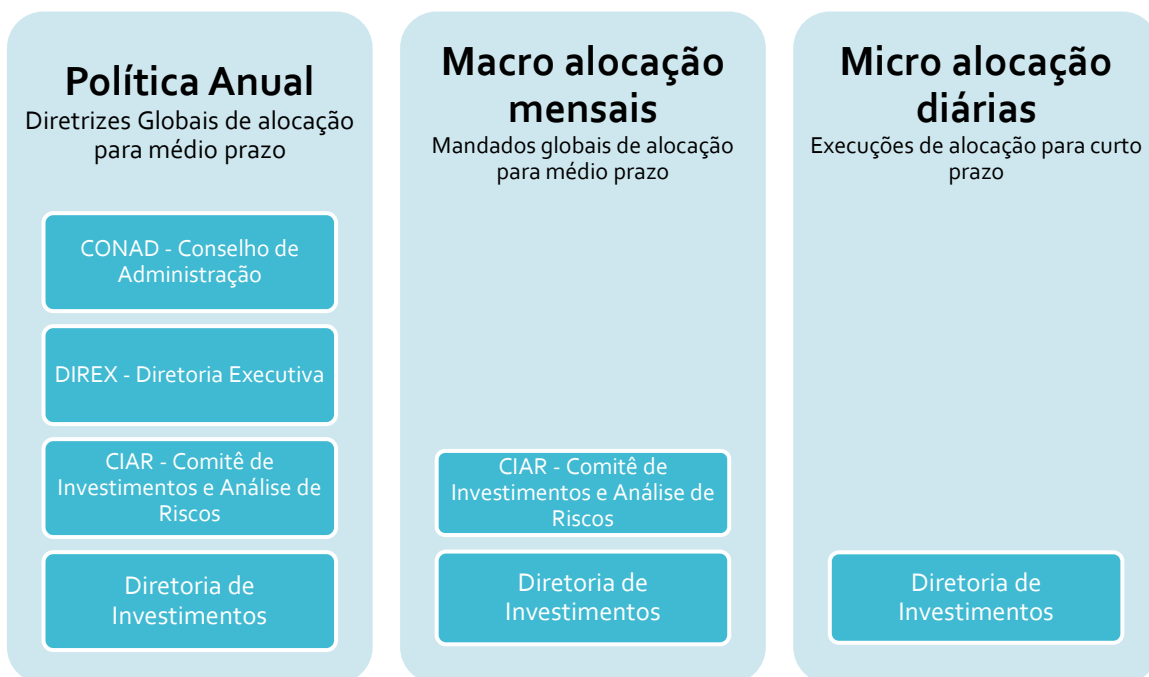 Política Anual
Diretrizes Globais de alocação
para médio prazo
CONAD - Conselho de
Administração
DIREX - Diretoria Executiva
CIAR - Comitê de
Investimentos e Análise de
Riscos
Diretoria de
Investimentos
Macro alocação
mensais
Mandados globais de alocação
para médio prazo
CIAR - Comitê de
Investimentos e Análise de
Riscos
Diretoria de
Investimentos
Micro alocação
diárias
Execuções de alocação para curto
prazo
Diretoria de
Investimentos